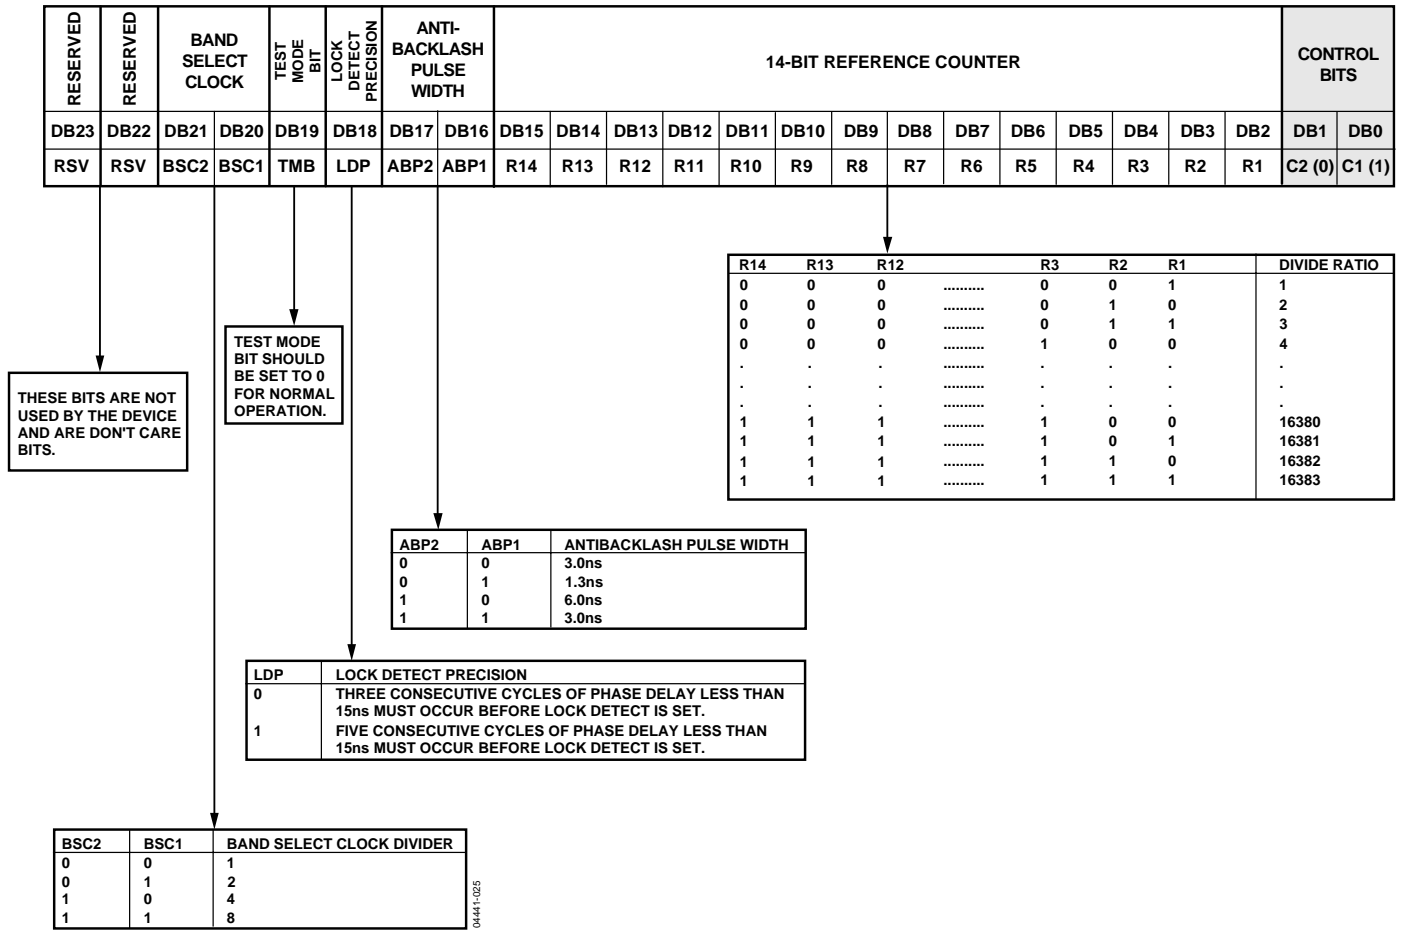 RESERVED
RESERVED
BAND
SELECT
CLOCK
TEST
MODE
BIT
LOCK
DETECT
PRECISION
ANTI-
BACKLASH
PULSE
WIDTH
14-BIT REFERENCE COUNTER
CONTROL
BITS
DB23 DB22 DB21 DB20 DB19 DB18 DB17 DB16 DB15 DB14 DB13 DB12 DB11 DB10 DB9 DB8 DB7 DB6 DB5 DB4 DB3 DB2 DB1 DB0
RSV RSV BSC2 BSC1 TMB LDP ABP2 ABP1 R14 R13 R12 R11 R10 R9 R8 R7 R6 R5 R4 R3 R2 R1 C2 (0) C1 (1)
THESE BITS ARE NOT
USED BY THE DEVICE
AND ARE DON'T CARE
BITS.
TEST MODE
BIT SHOULD
BE SET TO 0
FOR NORMAL
OPERATION.
R14 R13 R12 R3 R2 R1 DIVIDE RATIO
0 0 0 .......... 0 0 1 1
0 0 0 .......... 0 1 0 2
0 0 0 .......... 0 1 1 3
0 0 0 .......... 1 0 0 4
. . . .......... . . . .
. . . .......... . . . .
. . . .......... . . . .
1 1 1 .......... 1 0 0 16380
1 1 1 .......... 1 0 1 16381
1 1 1 .......... 1 1 0 16382
1 1 1 .......... 1 1 1 16383
ABP2 ABP1 ANTIBACKLASH PULSE WIDTH
0 0 3.0ns
0 1 1.3ns
1 0 6.0ns
1 1 3.0ns
LDP LOCK DETECT PRECISION
0 THREE CONSECUTIVE CYCLES OF PHASE DELAY LESS THAN
15ns MUST OCCUR BEFORE LOCK DETECT IS SET.
1 FIVE CONSECUTIVE CYCLES OF PHASE DELAY LESS THAN
15ns MUST OCCUR BEFORE LOCK DETECT IS SET.
BSC2 BSC1 BAND SELECT CLOCK DIVIDER
0 0 1
0 1 2
1 0 4
1 1 8
04441-025